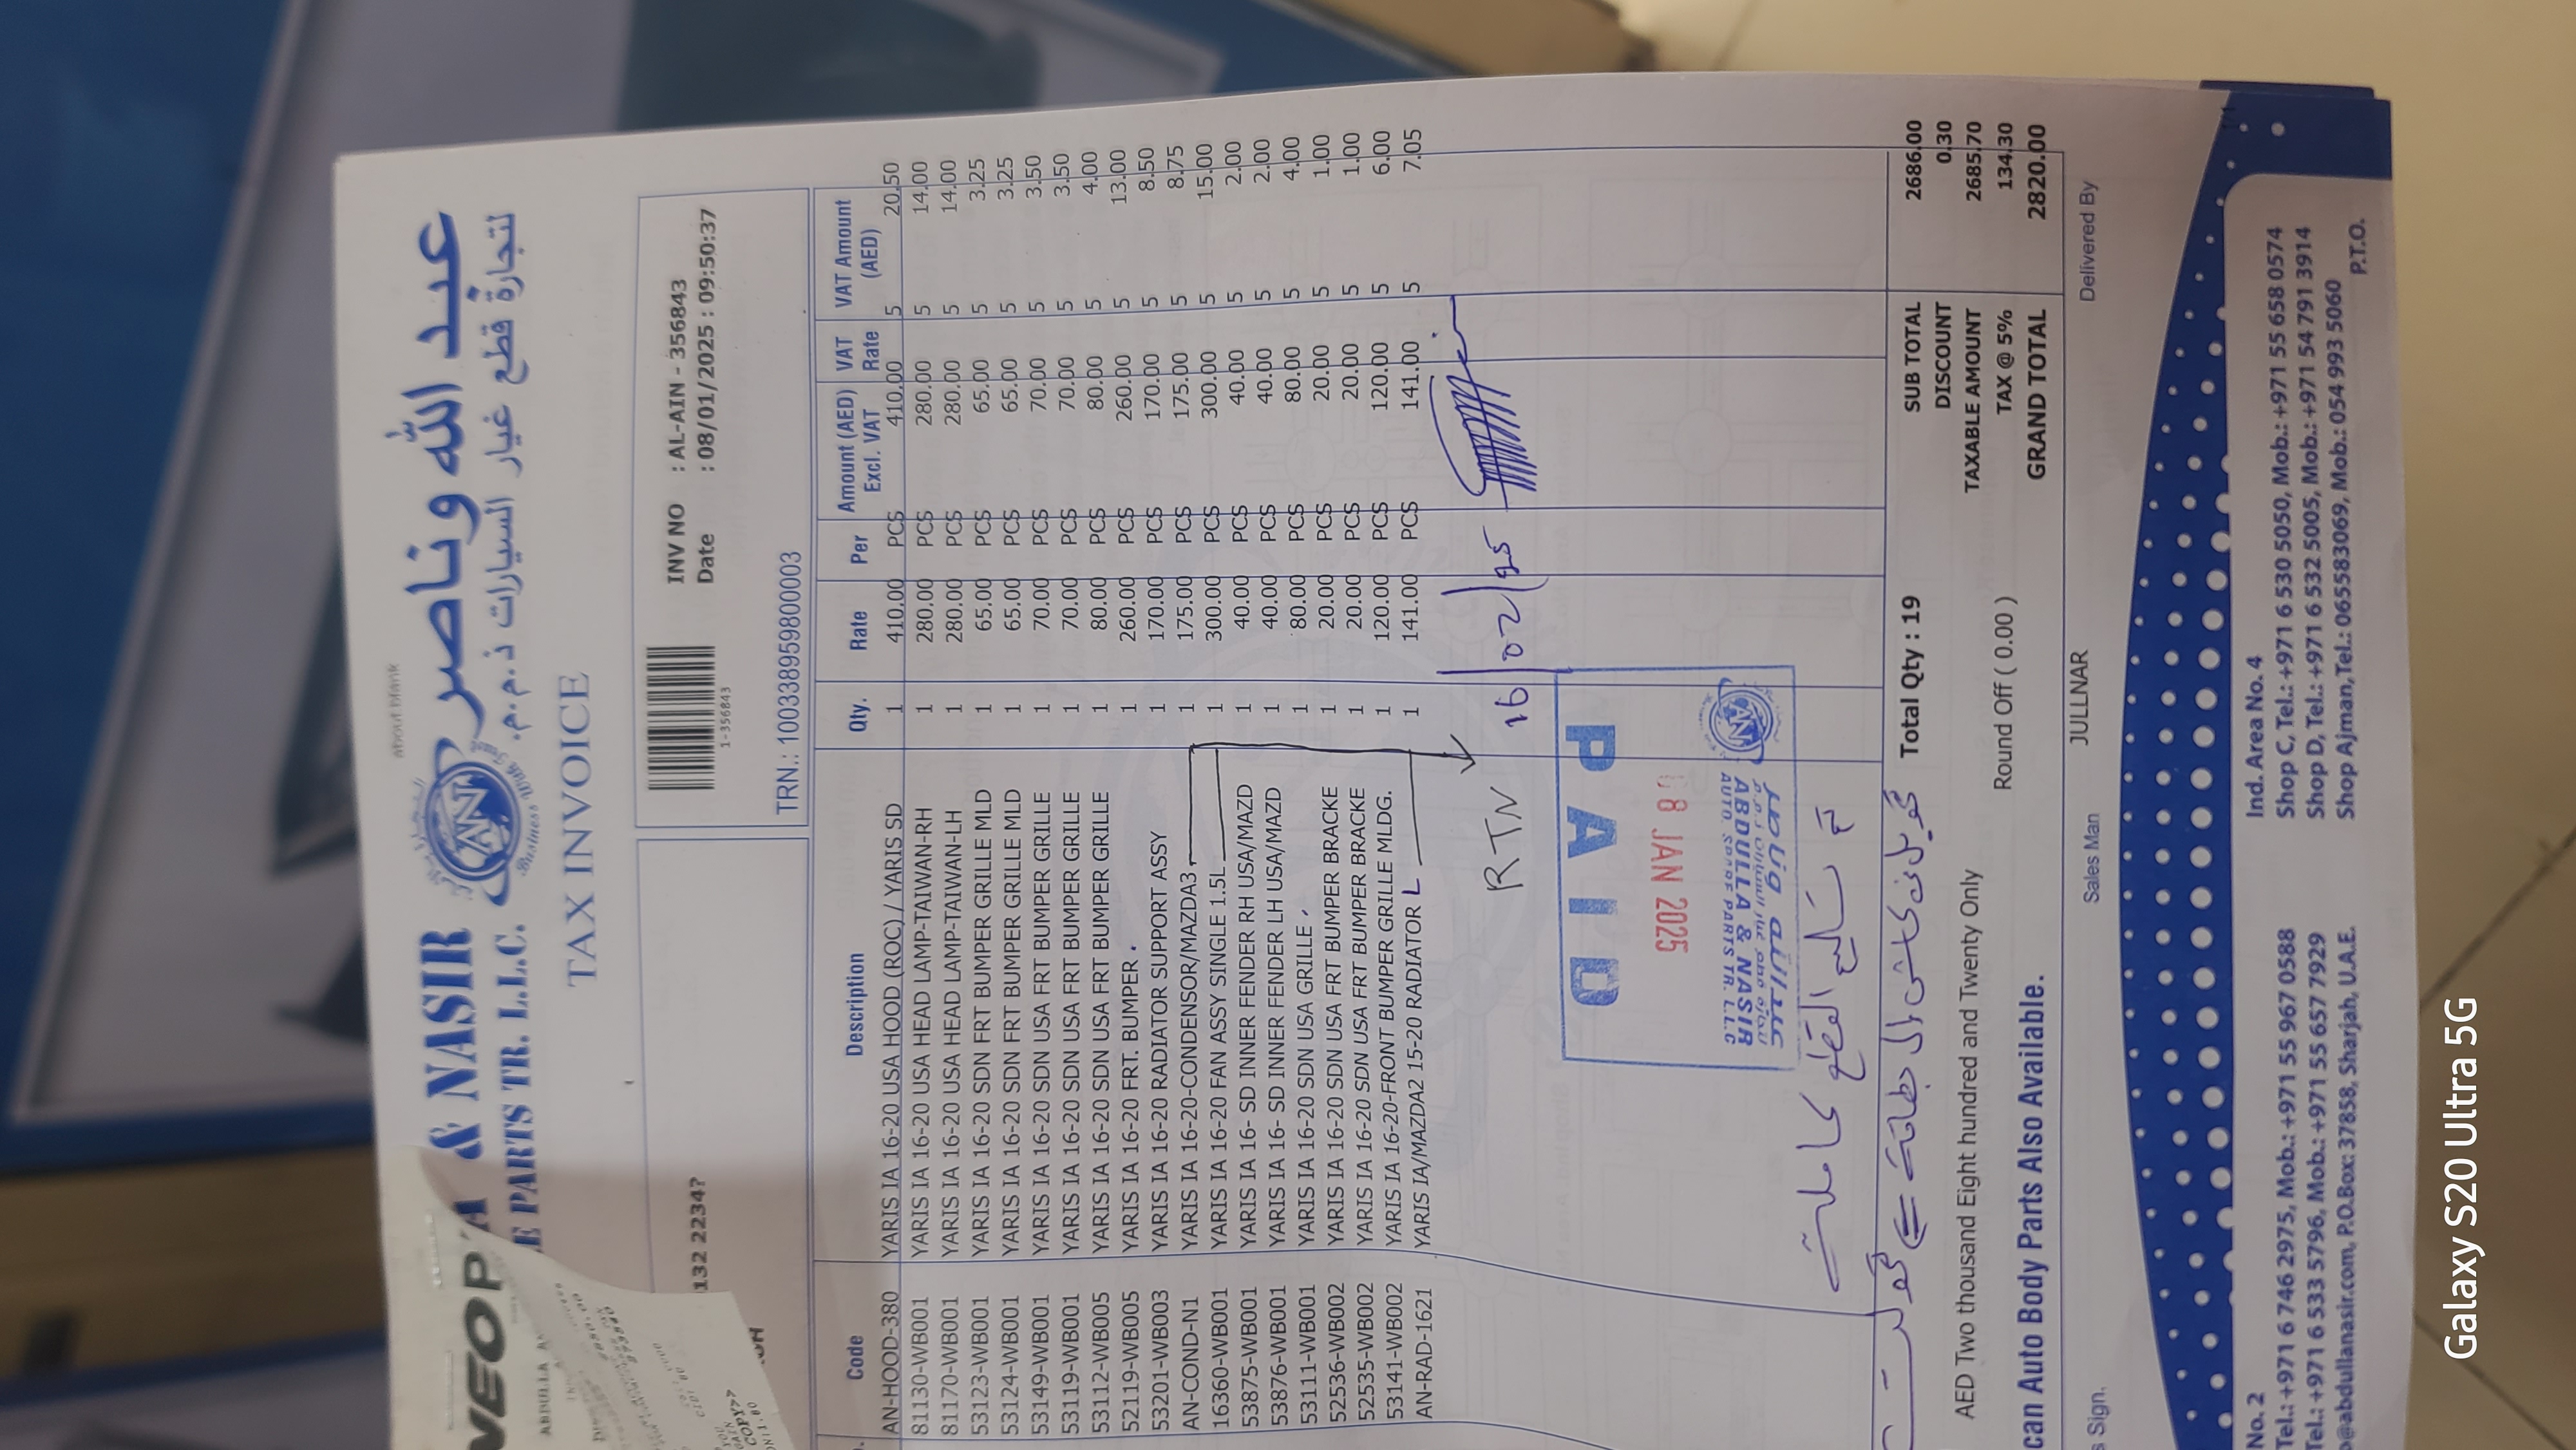 عبد الله وناصر
لتجارة قطع غيار السيارات ذ.م.م.
& NASIR
E PARTS TR. L.L.C.
AN
Business With
TAX INVOICE
VEOP
132 2234?
COPY>>
1-356843
INV NO : AL-AIN - 356843
Date : 08/01/2025 : 09:50:37
TRN.: 100338959800003
Code Description Qty. Rate Per Amount (AED) Excl. VAT VAT Rate VAT Amount (AED)
AN-HOOD-380 YARIS IA 16-20 USA HOOD (ROC) / YARIS SD 1 410.00 PCS 410.00 5 20.50
81130-WB001 YARIS IA 16-20 USA HEAD LAMP-TAIWAN-RH 1 280.00 PCS 280.00 5 14.00
81170-WB001 YARIS IA 16-20 USA HEAD LAMP-TAIWAN-LH 1 280.00 PCS 280.00 5 14.00
53123-WB001 YARIS IA 16-20 SDN FRT BUMPER GRILLE MLD 1 65.00 PCS 65.00 5 3.25
53124-WB001 YARIS IA 16-20 SDN FRT BUMPER GRILLE MLD 1 65.00 PCS 65.00 5 3.25
53149-WB001 YARIS IA 16-20 SDN USA FRT BUMPER GRILLE 1 70.00 PCS 70.00 5 3.50
53119-WB001 YARIS IA 16-20 SDN USA FRT BUMPER GRILLE 1 70.00 PCS 70.00 5 3.50
53112-WB005 YARIS IA 16-20 SDN USA FRT BUMPER GRILLE 1 80.00 PCS 80.00 5 4.00
52119-WB005 YARIS IA 16-20 FRT. BUMPER. 1 260.00 PCS 260.00 5 13.00
53201-WB003 YARIS IA 16-20 RADIATOR SUPPORT ASSY 1 170.00 PCS 170.00 5 8.50
AN-COND-N1 YARIS IA 16-20-CONDENSOR/MAZDA3 1 175.00 PCS 175.00 5 8.75
16360-WB001 YARIS IA 16-20 FAN ASSY SINGLE 1.5L 1 300.00 PCS 300.00 5 15.00
53875-WB001 YARIS IA 16- SD INNER FENDER RH USA/MAZD 1 40.00 PCS 40.00 5 2.00
53876-WB001 YARIS IA 16- SD INNER FENDER LH USA/MAZD 1 40.00 PCS 40.00 5 2.00
53111-WB001 YARIS IA 16-20 SDN USA GRILLE 1 80.00 PCS 80.00 5 4.00
52536-WB002 YARIS IA 16-20 SDN USA FRT BUMPER BRACKE 1 20.00 PCS 20.00 5 1.00
52535-WB002 YARIS IA 16-20 SDN USA FRT BUMPER BRACKE 1 20.00 PCS 20.00 5 1.00
53141-WB002 YARIS IA 16-20-FRONT BUMPER GRILLE MLDG. 1 120.00 PCS 120.00 5 6.00
AN-RAD-1621 YARIS IA/MAZDA2 15-20 RADIATOR L 1 141.00 PCS 141.00 5 7.05
RTN 16/02/25
PAID
08 JAN 2025
ABDULLA & NASIR
AUTO SPARE PARTS TR. L.L.C
تم تسليم القطع كاملة
Total Qty : 19
SUB TOTAL 2686.00
DISCOUNT 0.30
AED Two thousand Eight hundred and Twenty Only
TAXABLE AMOUNT 2685.70
Round Off ( 0.00 )
TAX @ 5% 134.30
GRAND TOTAL 2820.00
can Auto Body Parts Also Available.
s Sign. Sales Man JULLNAR Delivered By
No. 2
Tel.: +971 6 746 2975, Mob.: +971 55 967 0588
Tel.: +971 6 533 5796, Mob.: +971 55 657 7929
@abdullanasir.com, P.O.Box: 37858, Sharjah, U.A.E.
Ind. Area No. 4
Shop C, Tel.: +971 6 530 5050, Mob.: +971 55 658 0574
Shop D, Tel.: +971 6 532 5005, Mob.: +971 54 791 3914
Shop Ajman, Tel.: 065583069, Mob.: 054 993 5060
P.T.O.
Galaxy S20 Ultra 5G